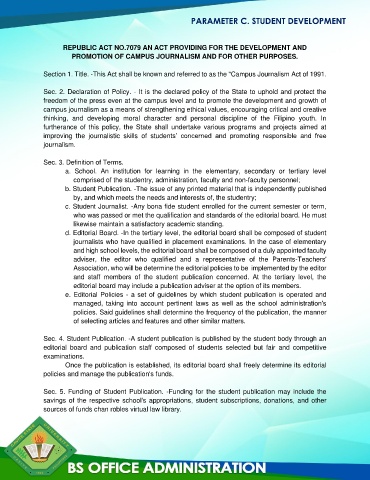 PARAMETER C. STUDENT DEVELOPMENT
REPUBLIC ACT NO.7079 AN ACT PROVIDING FOR THE DEVELOPMENT AND
PROMOTION OF CAMPUS JOURNALISM AND FOR OTHER PURPOSES.
Section 1. Title. -This Act shall be known and referred to as the "Campus Journalism Act of 1991.
Sec. 2. Declaration of Policy. - It is the declared policy of the State to uphold and protect the
freedom of the press even at the campus level and to promote the development and growth of
campus journalism as a means of strengthening ethical values, encouraging critical and creative
thinking, and developing moral character and personal discipline of the Filipino youth. In
furtherance of this policy, the State shall undertake various programs and projects aimed at
improving the journalistic skills of students' concerned and promoting responsible and free
journalism.
Sec. 3. Definition of Terms.
a. School. An institution for learning in the elementary, secondary or tertiary level
comprised of the studentry, administration, faculty and non-faculty personnel;
b. Student Publication. -The issue of any printed material that is independently published
by, and which meets the needs and interests of, the studentry;
c. Student Journalist. -Any bona fide student enrolled for the current semester or term,
who was passed or met the qualification and standards of the editorial board. He must
likewise maintain a satisfactory academic standing.
d. Editorial Board. -In the tertiary level, the editorial board shall be composed of student
journalists who have qualified in placement examinations. In the case of elementary
and high school levels, the editorial board shall be composed of a duly appointed faculty
adviser, the editor who qualified and a representative of the Parents-Teachers'
Association, who will be determine the editorial policies to be implemented by the editor
and staff members of the student publication concerned. At the tertiary level, the
editorial board may include a publication adviser at the option of its members.
e. Editorial Policies - a set of guidelines by which student publication is operated and
managed, taking into account pertinent laws as well as the school administration's
policies. Said guidelines shall determine the frequency of the publication, the manner
of selecting articles and features and other similar matters.
Sec. 4. Student Publication. -A student publication is published by the student body through an
editorial board and publication staff composed of students selected but fair and competitive
examinations.
Once the publication is established, its editorial board shall freely determine its editorial
policies and manage the publication's funds.
Sec. 5. Funding of Student Publication. -Funding for the student publication may include the
savings of the respective school's appropriations, student subscriptions, donations, and other
sources of funds chan robles virtual law library.
BS OFFICE ADMINISTRATION